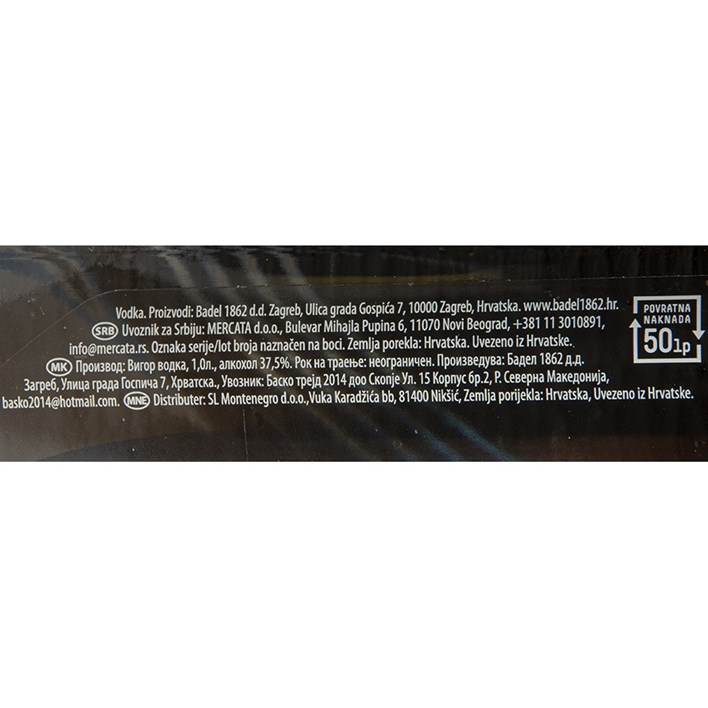 Vodka. Proizvodi: Badel 1862 d.d. Zagreb, Ulica grada Gospića 7, 10000 Zagreb, Hrvatska. www.badel1862.hr.
SRB Uvoznik za Srbiju: MERCATA d.o.o., Bulevar Mihajla Pupina 6, 11070 Novi Beograd, +381 11 3010891,
info@mercata.rs. Oznaka serije/lot broja naznačen na boci. Zemlja porekla: Hrvatska. Uvezeno iz Hrvatske.
MK Производ: Вигор водка, 1,0л., алкохол 37,5%. Рок на траење: неограничен. Произведува: Бадел 1862 д.д.
Загреб, Улица града Госпича 7, Хрватска., Увозник: Баско трејд 2014 доо Скопје Ул. 15 Корпус бр.2, Р. Северна Македонија,
basko2014@hotmail.com. MNE Distributer: SL Montenegro d.o.o.,Vuka Karadžića bb, 81400 Nikšić, Zemlja porijekla: Hrvatska, Uvezeno iz Hrvatske.
POVRATNA
NAKNADA
50lp